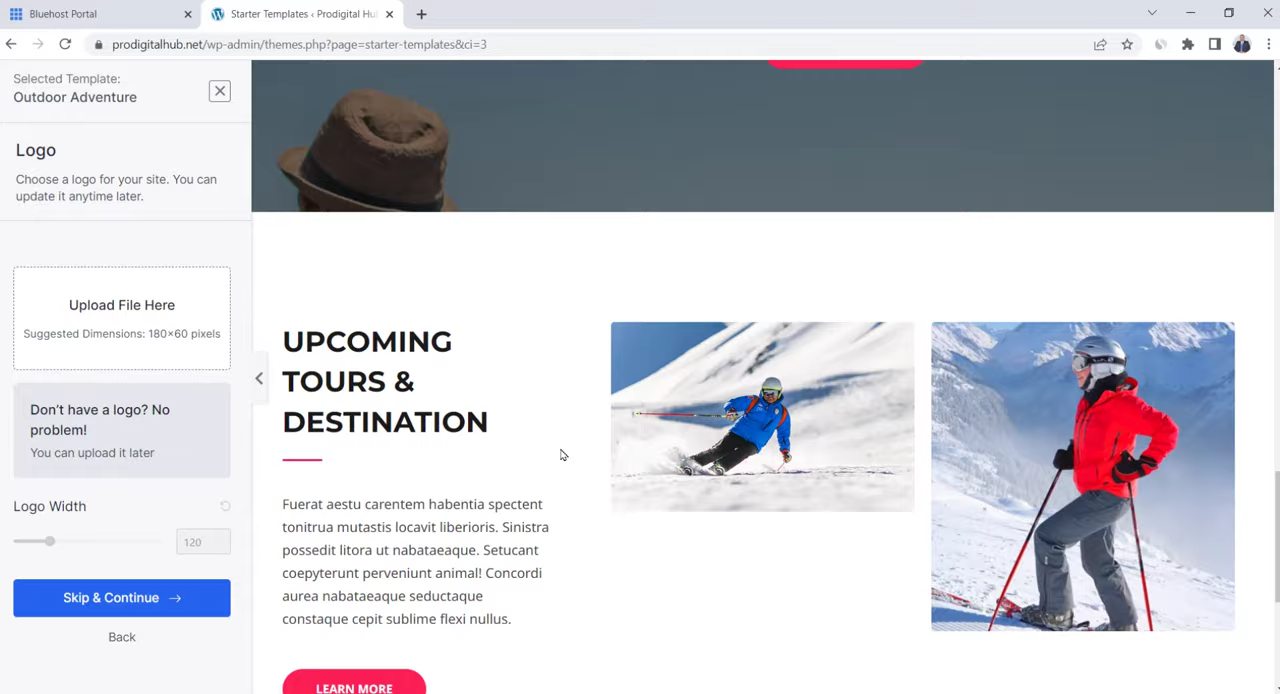 Bluehost Portal
Starter Templates ‹ Prodigital Hu
prodigitalhub.net/wp-admin/themes.php?page=starter-templates&ci=3
Selected Template:
Outdoor Adventure
Logo
Choose a logo for your site. You can
update it anytime later.
Upload File Here
Suggested Dimensions: 180×60 pixels
Don’t have a logo? No
problem!
You can upload it later
Logo Width
120
Skip & Continue →
Back
UPCOMING
TOURS &
DESTINATION
Fuerat aestu carentem habentia spectent
tonitrua mutastis locavit liberioris. Sinistra
possedit litora ut nabataeaque. Setucant
coepyterunt perveniunt animal! Concordi
aurea nabataeaque seductaque
constaque cepit sublime flexi nullus.
LEARN MORE